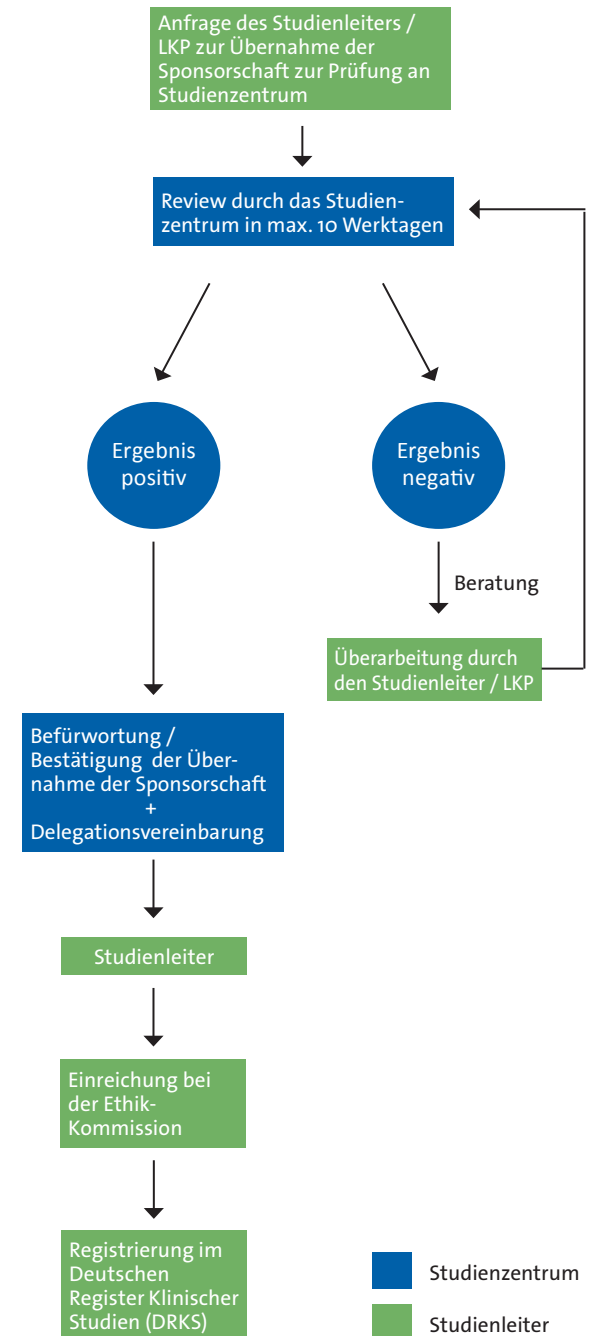 Anfrage des Studienleiters /
LKP zur Übernahme der
Sponsorschaft zur Prüfung an
Studienzentrum
Review durch das Studien-
zentrum in max. 10 Werktagen
Ergebnis
positiv
Ergebnis
negativ
Beratung
Überarbeitung durch
den Studienleiter / LKP
Befürwortung /
Bestätigung der Über-
nahme der Sponsorschaft
+
Delegationsvereinbarung
Studienleiter
Einreichung bei
der Ethik-
Kommission
Registrierung im
Deutschen
Register Klinischer
Studien (DRKS)
Studienzentrum
Studienleiter